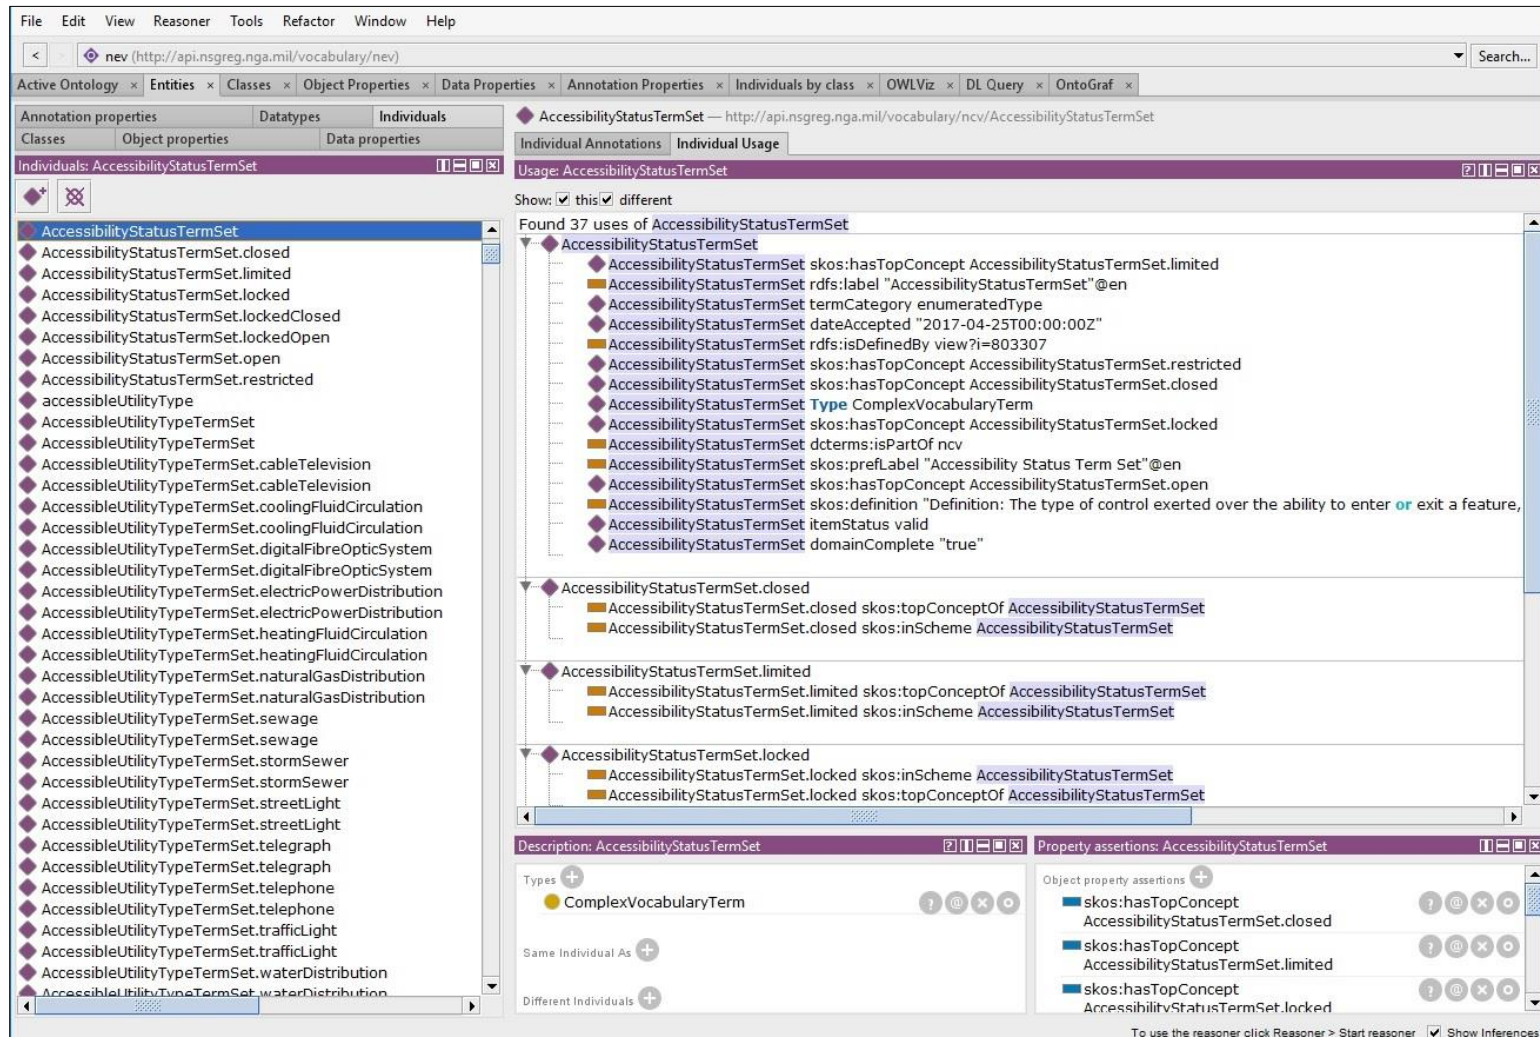 File Edit View Reasoner Tools Refactor Window Help
< > nev (http://api.nsgreg.nga.mil/vocabulary/nev) Search...
Active Ontology × Entities × Classes × Object Properties × Data Properties × Annotation Properties × Individuals by class × OWLViz × DL Query × OntoGraf ×
Annotation properties Datatypes Individuals
Classes Object properties Data properties
Individuals: AccessibilityStatusTermSet
AccessibilityStatusTermSet
AccessibilityStatusTermSet.closed
AccessibilityStatusTermSet.limited
AccessibilityStatusTermSet.locked
AccessibilityStatusTermSet.lockedClosed
AccessibilityStatusTermSet.lockedOpen
AccessibilityStatusTermSet.open
AccessibilityStatusTermSet.restricted
accessibleUtilityType
AccessibleUtilityTypeTermSet
AccessibleUtilityTypeTermSet
AccessibleUtilityTypeTermSet.cableTelevision
AccessibleUtilityTypeTermSet.cableTelevision
AccessibleUtilityTypeTermSet.coolingFluidCirculation
AccessibleUtilityTypeTermSet.coolingFluidCirculation
AccessibleUtilityTypeTermSet.digitalFibreOpticSystem
AccessibleUtilityTypeTermSet.digitalFibreOpticSystem
AccessibleUtilityTypeTermSet.electricPowerDistribution
AccessibleUtilityTypeTermSet.electricPowerDistribution
AccessibleUtilityTypeTermSet.heatingFluidCirculation
AccessibleUtilityTypeTermSet.heatingFluidCirculation
AccessibleUtilityTypeTermSet.naturalGasDistribution
AccessibleUtilityTypeTermSet.naturalGasDistribution
AccessibleUtilityTypeTermSet.sewage
AccessibleUtilityTypeTermSet.sewage
AccessibleUtilityTypeTermSet.stormSewer
AccessibleUtilityTypeTermSet.stormSewer
AccessibleUtilityTypeTermSet.streetLight
AccessibleUtilityTypeTermSet.streetLight
AccessibleUtilityTypeTermSet.telegraph
AccessibleUtilityTypeTermSet.telegraph
AccessibleUtilityTypeTermSet.telephone
AccessibleUtilityTypeTermSet.telephone
AccessibleUtilityTypeTermSet.trafficLight
AccessibleUtilityTypeTermSet.trafficLight
AccessibleUtilityTypeTermSet.waterDistribution
AccessibleUtilityTypeTermSet.waterDistribution
AccessibilityStatusTermSet — http://api.nsgreg.nga.mil/vocabulary/ncv/AccessibilityStatusTermSet
Individual Annotations Individual Usage
Usage: AccessibilityStatusTermSet
Show: this different
Found 37 uses of AccessibilityStatusTermSet
AccessibilityStatusTermSet
AccessibilityStatusTermSet skos:hasTopConcept AccessibilityStatusTermSet.limited
AccessibilityStatusTermSet rdfs:label "AccessibilityStatusTermSet"@en
AccessibilityStatusTermSet termCategory enumeratedType
AccessibilityStatusTermSet dateAccepted "2017-04-25T00:00:00Z"
AccessibilityStatusTermSet rdfs:isDefinedBy view?i=803307
AccessibilityStatusTermSet skos:hasTopConcept AccessibilityStatusTermSet.restricted
AccessibilityStatusTermSet skos:hasTopConcept AccessibilityStatusTermSet.closed
AccessibilityStatusTermSet Type ComplexVocabularyTerm
AccessibilityStatusTermSet skos:hasTopConcept AccessibilityStatusTermSet.locked
AccessibilityStatusTermSet dcterms:isPartOf ncv
AccessibilityStatusTermSet skos:prefLabel "Accessibility Status Term Set"@en
AccessibilityStatusTermSet skos:hasTopConcept AccessibilityStatusTermSet.open
AccessibilityStatusTermSet skos:definition "Definition: The type of control exerted over the ability to enter or exit a feature,
AccessibilityStatusTermSet itemStatus valid
AccessibilityStatusTermSet domainComplete "true"
AccessibilityStatusTermSet.closed
AccessibilityStatusTermSet.closed skos:topConceptOf AccessibilityStatusTermSet
AccessibilityStatusTermSet.closed skos:inScheme AccessibilityStatusTermSet
AccessibilityStatusTermSet.limited
AccessibilityStatusTermSet.limited skos:topConceptOf AccessibilityStatusTermSet
AccessibilityStatusTermSet.limited skos:inScheme AccessibilityStatusTermSet
AccessibilityStatusTermSet.locked
AccessibilityStatusTermSet.locked skos:inScheme AccessibilityStatusTermSet
AccessibilityStatusTermSet.locked skos:topConceptOf AccessibilityStatusTermSet
Description: AccessibilityStatusTermSet
Types +
ComplexVocabularyTerm ? @ × o
Same Individual As +
Different Individuals +
Property assertions: AccessibilityStatusTermSet
Object property assertions +
skos:hasTopConcept ? @ × o
AccessibilityStatusTermSet.closed
skos:hasTopConcept ? @ × o
AccessibilityStatusTermSet.limited
skos:hasTopConcept ? @ × o
AccessibilityStatusTermSet.locked
To use the reasoner click Reasoner > Start reasoner Show Inferences